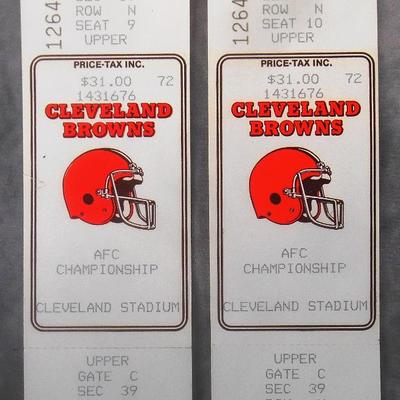 1264
ROW N
SEAT 9
UPPER
PRICE-TAX INC.
$31.00 72
1431676
CLEVELAND
BROWNS
AFC
CHAMPIONSHIP
CLEVELAND STADIUM
UPPER
GATE C
SEC 39
1264
ROW N
SEAT 10
UPPER
PRICE-TAX INC.
$31.00 72
1431676
CLEVELAND
BROWNS
AFC
CHAMPIONSHIP
CLEVELAND STADIUM
UPPER
GATE C
SEC 39